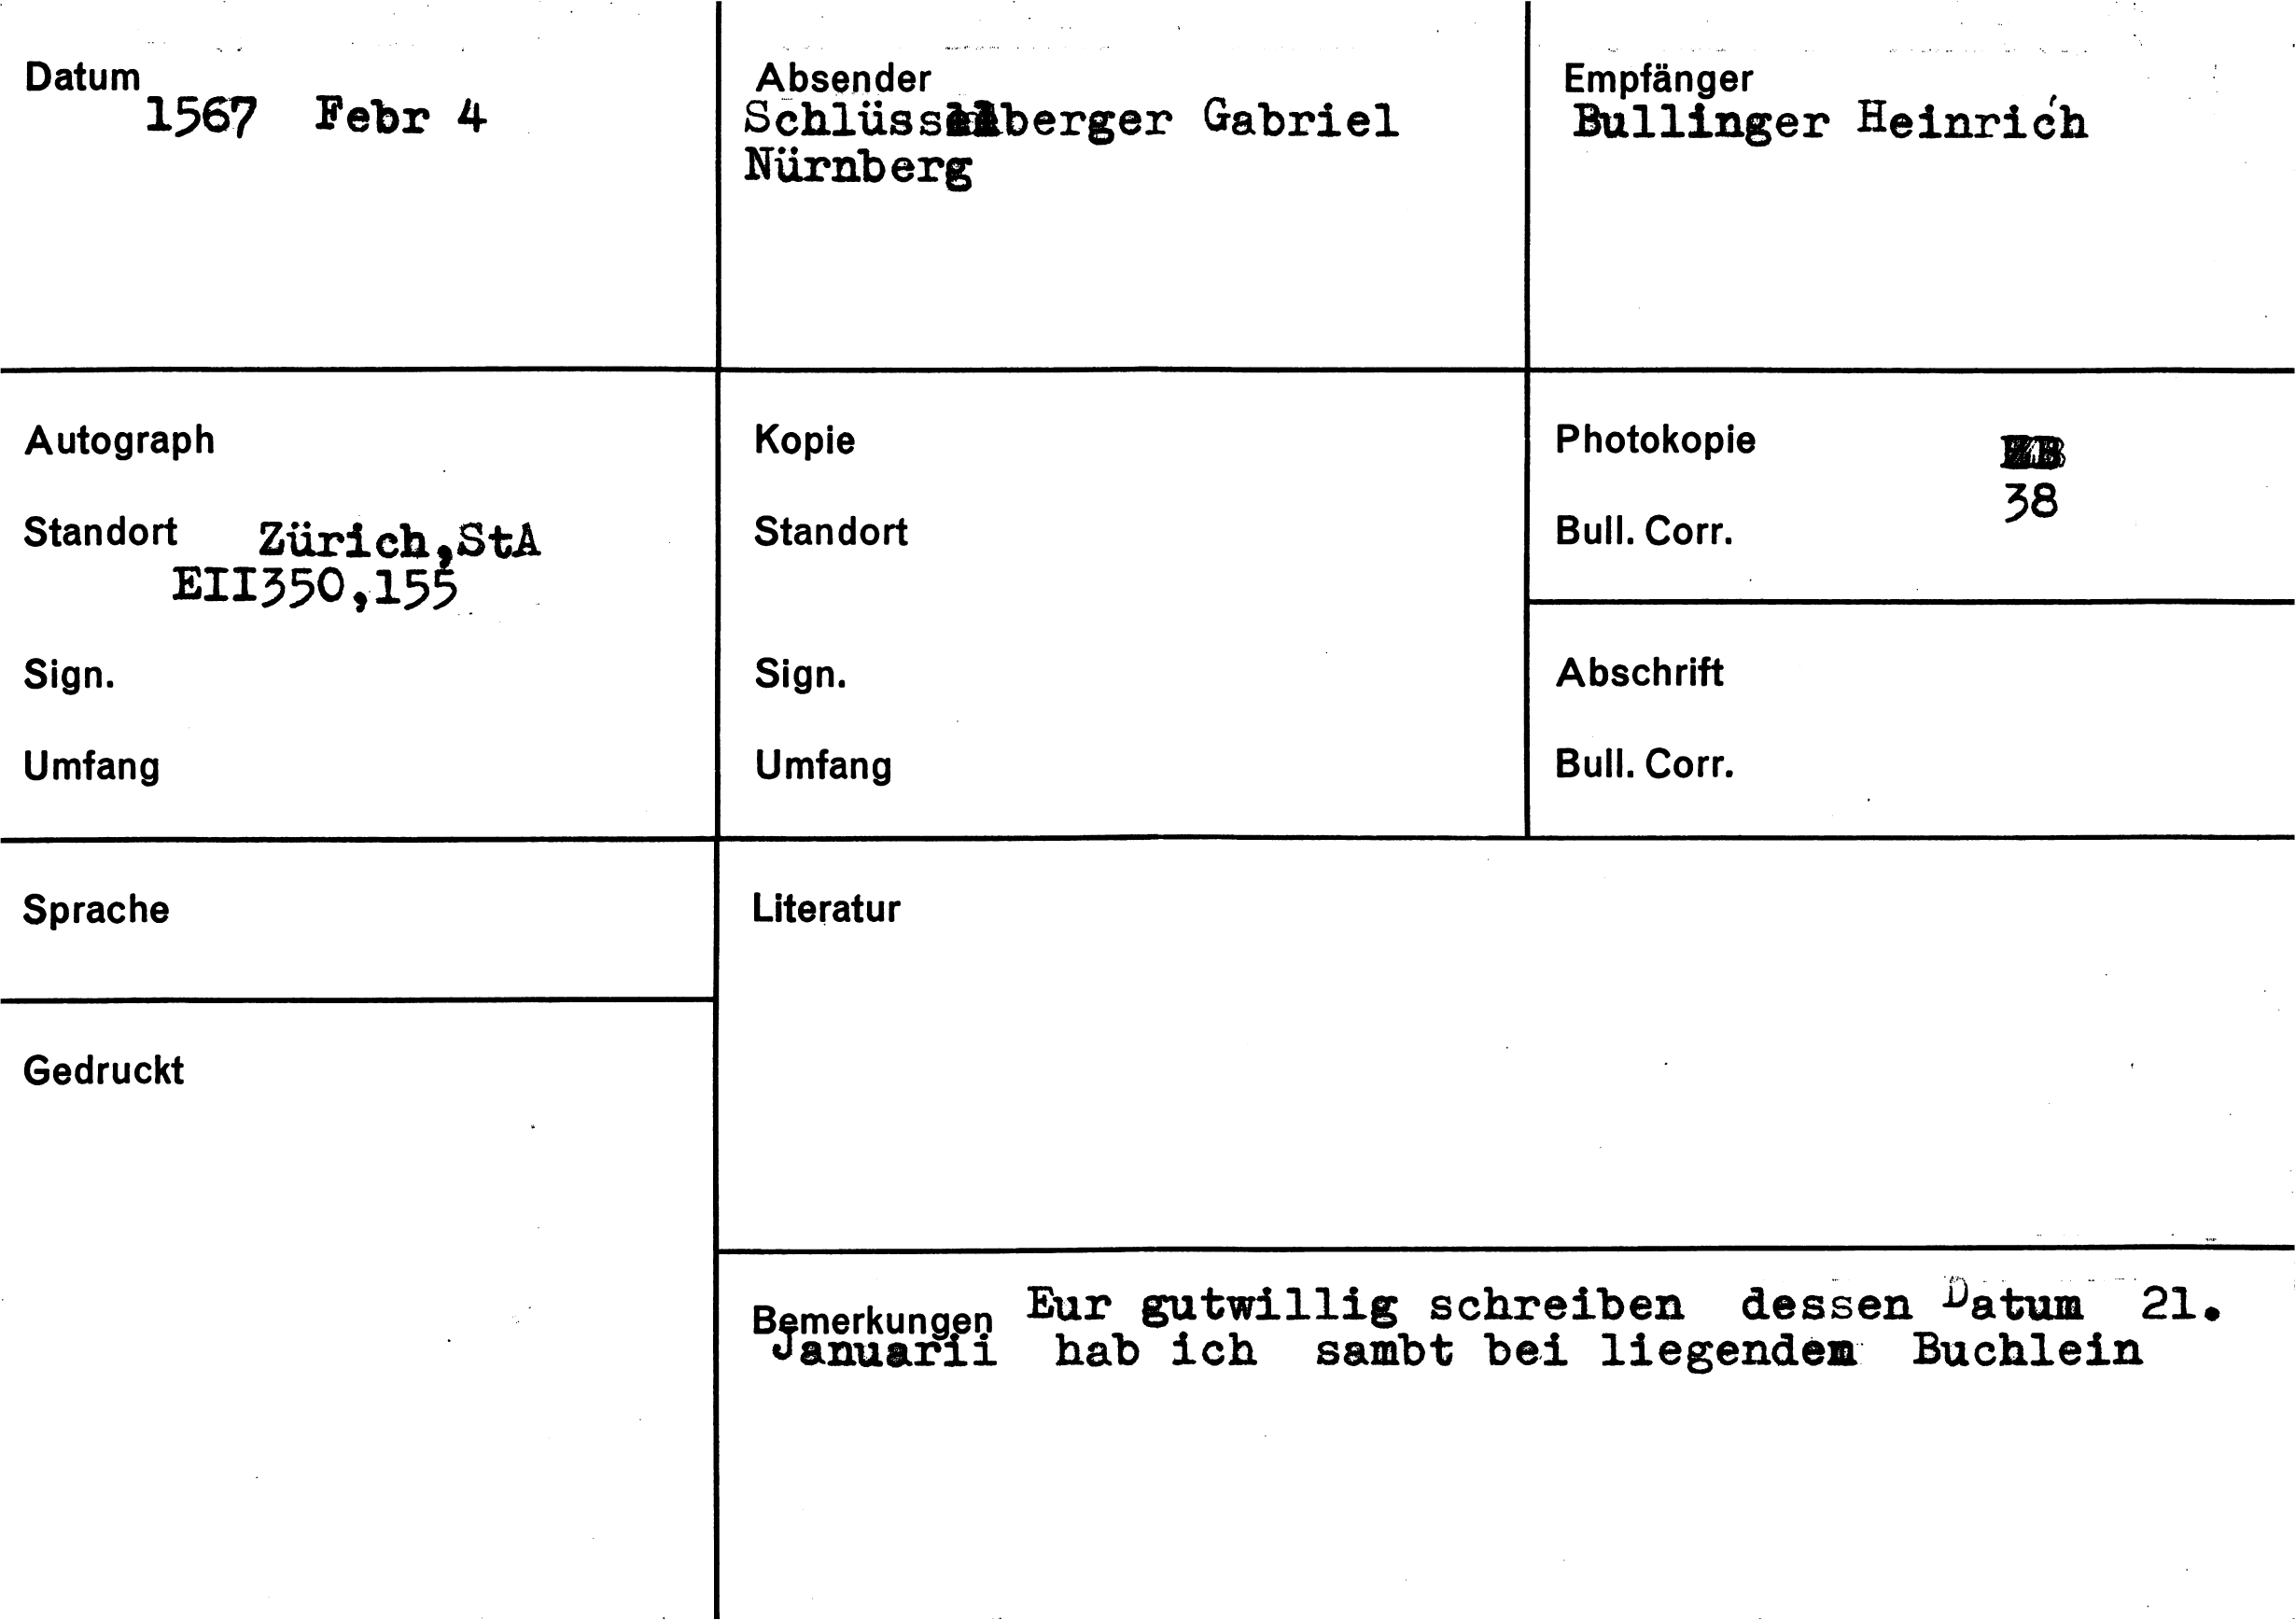 Datum
1567 Febr 4
Absender
Gabriel
Nürnberg
Empfänger
Bullinger Heinrich
Autograph
Standort Zürich,StA
EII350,155
Sign.
Umfang
Kopie
Standort
Sign.
Umfang
Photokopie
38
Bull. Corr.
Abschrift
Bull. Corr.
Sprache
Literatur
Gedruckt
Bemerkungen Eur gutwillig schreiben dessen Datum 21.
Januarii hab ich sambt bei liegendem Buchlein